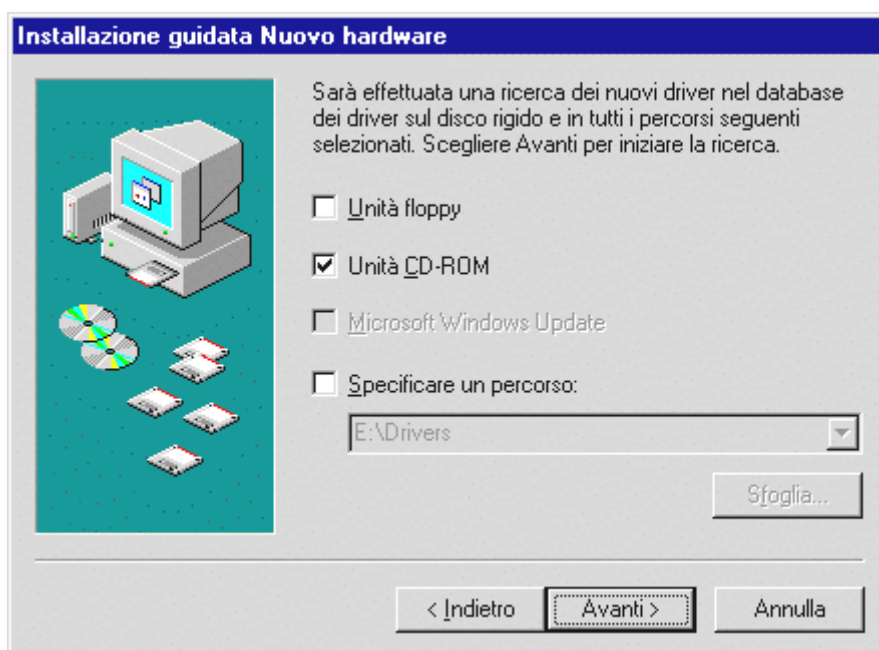 Installazione guidata Nuovo hardware
Sarà effettuata una ricerca dei nuovi driver nel database
dei driver sul disco rigido e in tutti i percorsi seguenti
selezionati. Scegliere Avanti per iniziare la ricerca.
Unità floppy
Unità CD-ROM
Microsoft Windows Update
Specificare un percorso:
E:\Drivers
Sfoglia...
< Indietro
Avanti >
Annulla